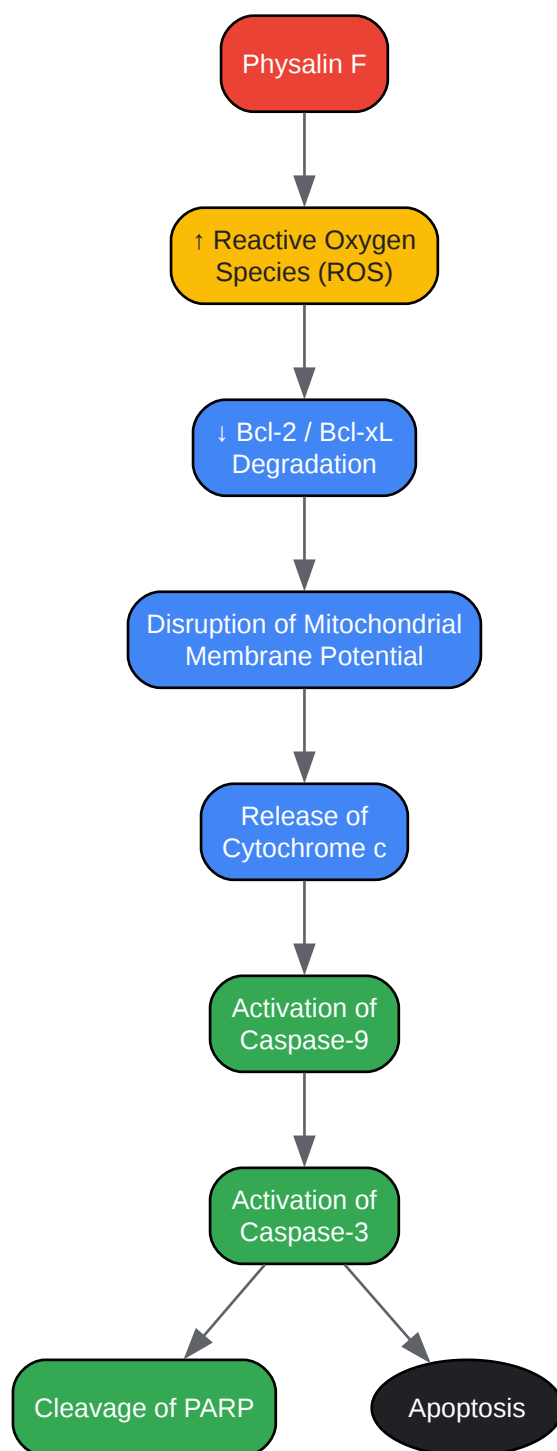 Physalin F
↑ Reactive Oxygen
Species (ROS)
↓ Bcl-2 / Bcl-xL
Degradation
Disruption of Mitochondrial
Membrane Potential
Release of
Cytochrome c
Activation of
Caspase-9
Activation of
Caspase-3
Cleavage of PARP
Apoptosis